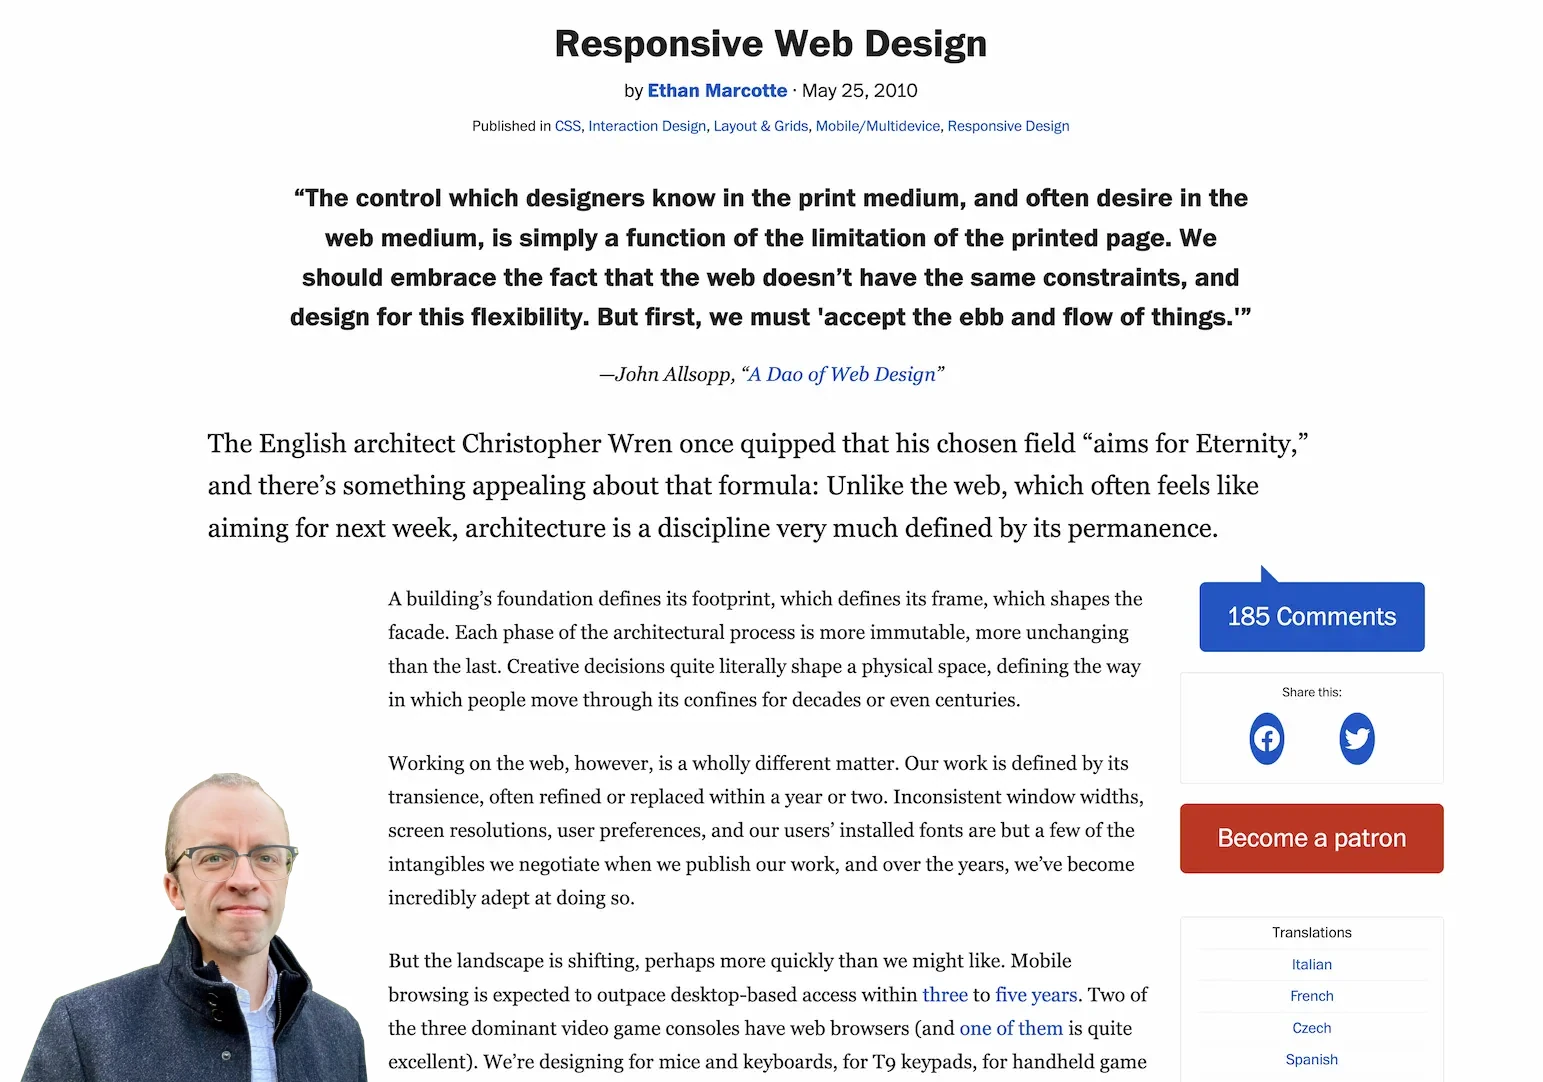 Responsive Web Design
by Ethan Marcotte · May 25, 2010
Published in CSS, Interaction Design, Layout & Grids, Mobile/Multidevice, Responsive Design
“The control which designers know in the print medium, and often desire in the
web medium, is simply a function of the limitation of the printed page. We
should embrace the fact that the web doesn’t have the same constraints, and
design for this flexibility. But first, we must 'accept the ebb and flow of things.'”
—John Allsopp, “A Dao of Web Design”
The English architect Christopher Wren once quipped that his chosen field “aims for Eternity,”
and there’s something appealing about that formula: Unlike the web, which often feels like
aiming for next week, architecture is a discipline very much defined by its permanence.
A building’s foundation defines its footprint, which defines its frame, which shapes the
facade. Each phase of the architectural process is more immutable, more unchanging
than the last. Creative decisions quite literally shape a physical space, defining the way
in which people move through its confines for decades or even centuries.
Working on the web, however, is a wholly different matter. Our work is defined by its
transience, often refined or replaced within a year or two. Inconsistent window widths,
screen resolutions, user preferences, and our users’ installed fonts are but a few of the
intangibles we negotiate when we publish our work, and over the years, we’ve become
incredibly adept at doing so.
But the landscape is shifting, perhaps more quickly than we might like. Mobile
browsing is expected to outpace desktop-based access within three to five years. Two of
the three dominant video game consoles have web browsers (and one of them is quite
excellent). We’re designing for mice and keyboards, for T9 keypads, for handheld game
185 Comments
Share this:
Become a patron
Translations
Italian
French
Czech
Spanish